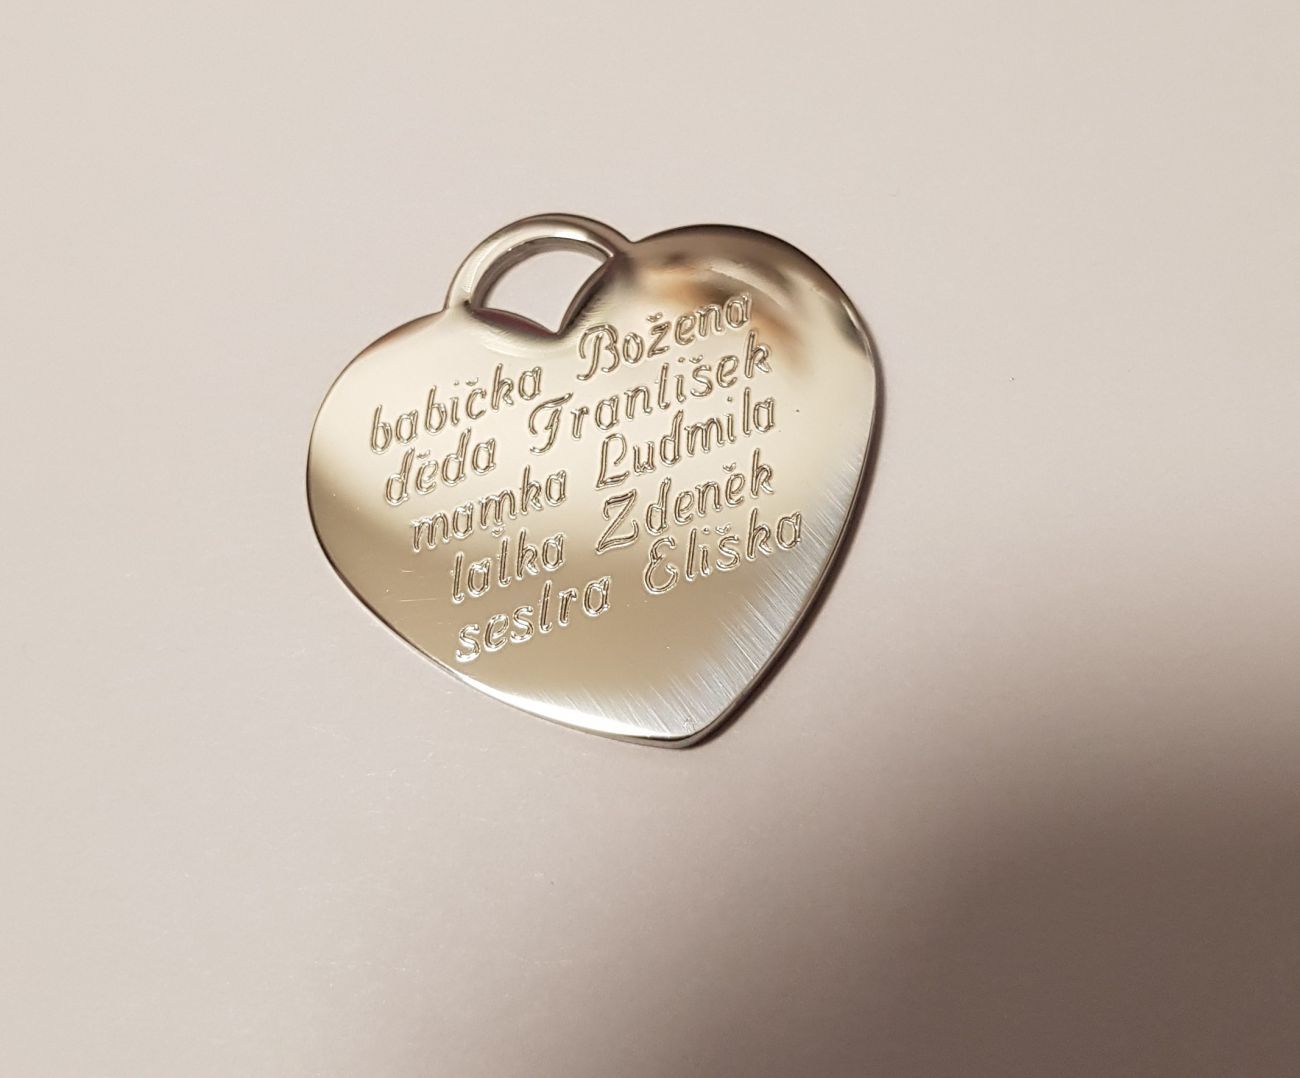 babička Božena
děda František
mamka Ludmila
taťka Zdeněk
sestra Eliška